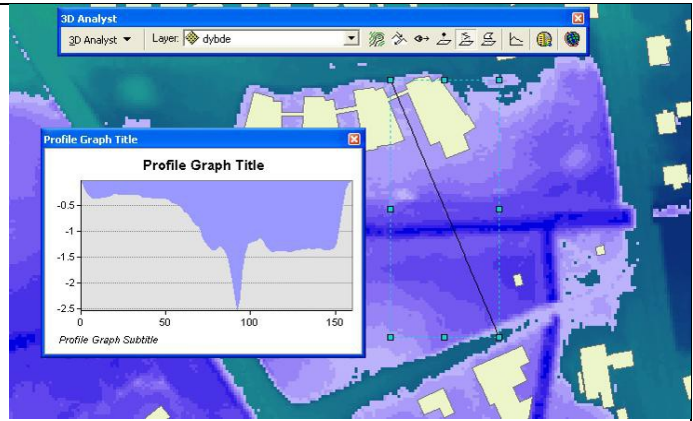 3D Analyst
3D Analyst Layer: dybde
Profile Graph Title
Profile Graph Title
-0.5
-1
-1.5
-2
-2.5
0 50 100 150
Profile Graph Subtitle